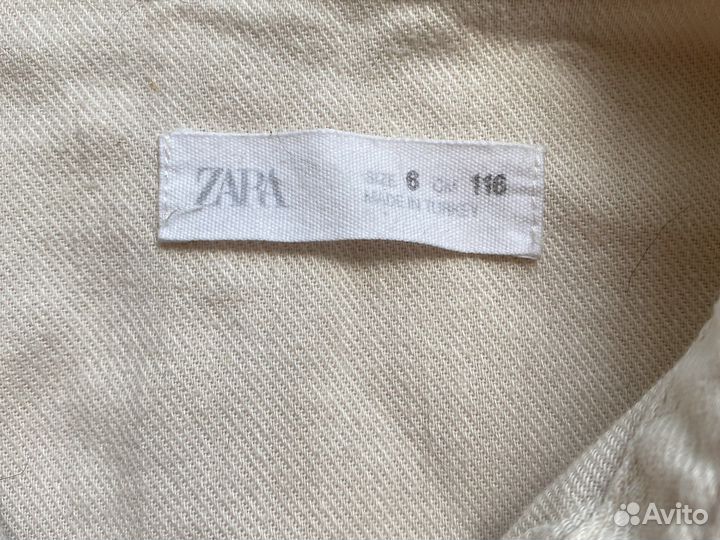 ZARA
SIZE 6 CM 116
MADE IN TURKEY
Avito